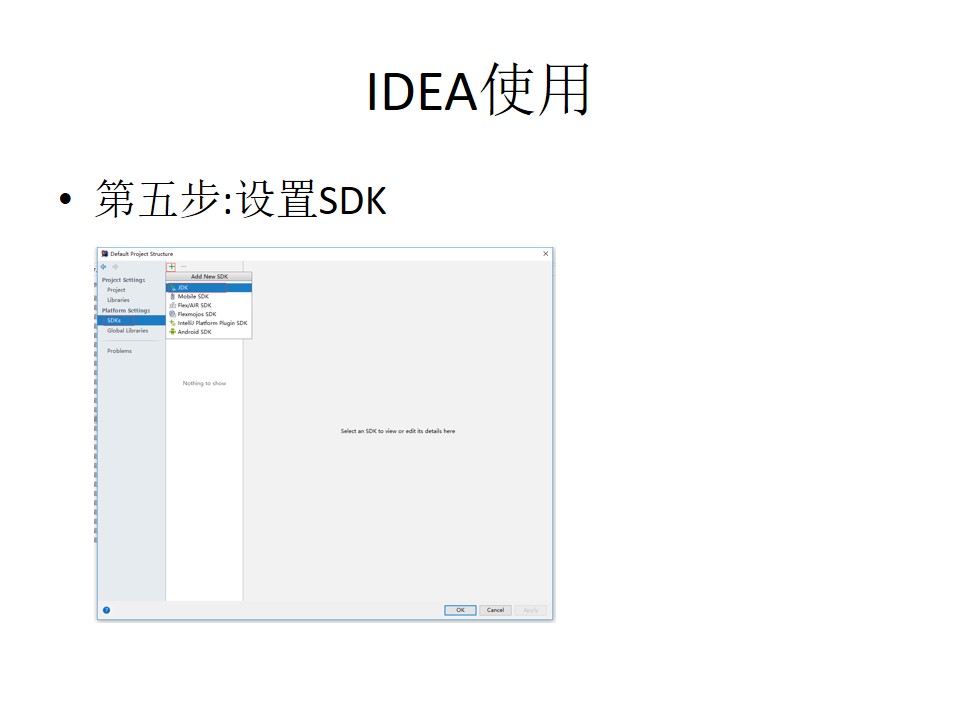 IDEA使用
• 第五步:设置SDK
Default Project Structure
Project Settings
Project
Libraries
Platform Settings
SDKs
Global Libraries
Problems
Add New SDK
JDK
Mobile SDK
Flex/AIR SDK
Flexmojos SDK
IntelliJ Platform Plugin SDK
Android SDK
Nothing to show
Select an SDK to view or edit its details here
OK
Cancel
Apply